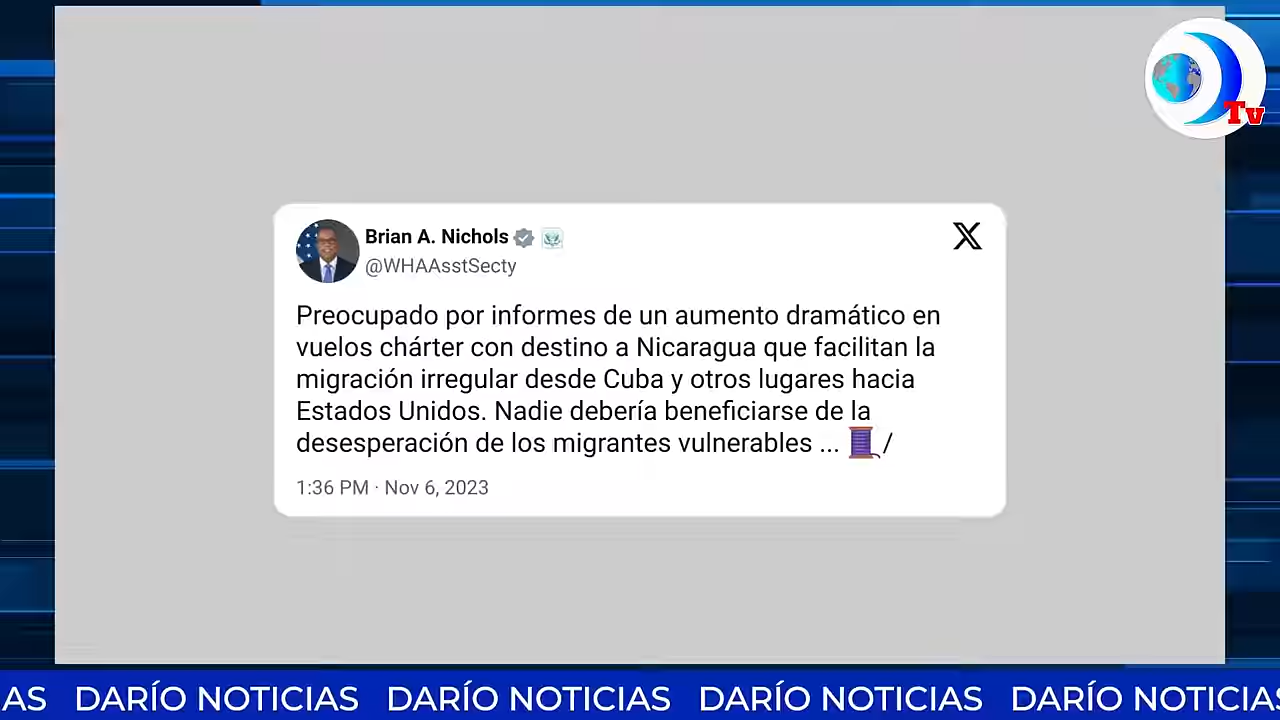 Tv
Brian A. Nichols
@WHAAsstSecty
Preocupado por informes de un aumento dramático en
vuelos chárter con destino a Nicaragua que facilitan la
migración irregular desde Cuba y otros lugares hacia
Estados Unidos. Nadie debería beneficiarse de la
desesperación de los migrantes vulnerables ... 🧵/
1:36 PM · Nov 6, 2023
AS DARÍO NOTICIAS DARÍO NOTICIAS DARÍO NOTICIAS DARÍO NOTICIAS